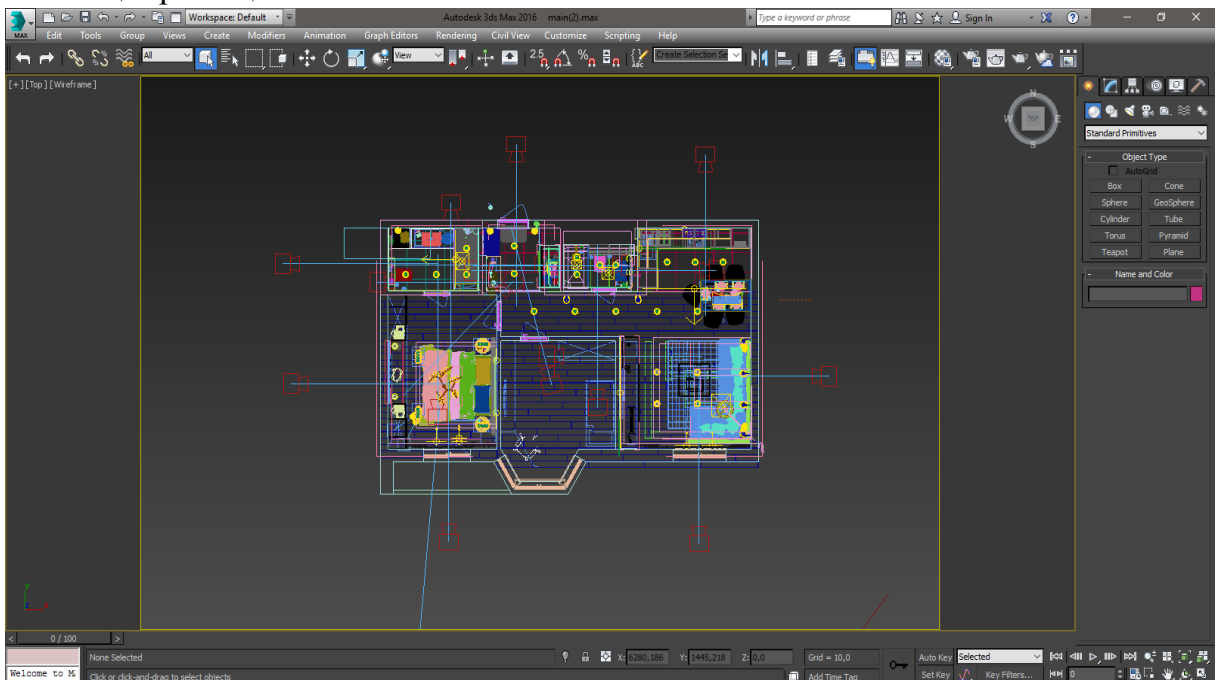 Workspace: Default
Autodesk 3ds Max 2016 main(2).max
Type a keyword or phrase
Sign In
MAX
Edit Tools Group Views Create Modifiers Animation Graph Editors Rendering Civil View Customize Scripting Help
All
View
2.5
Create Selection Se
[+][Top][Wireframe]
N
W TOP E
S
Standard Primitives
- Object Type
AutoGrid
Box Cone
Sphere GeoSphere
Cylinder Tube
Torus Pyramid
Teapot Plane
- Name and Color
< 0 / 100 >
None Selected
X: 6280,186 Y: 1445,218 Z: 0,0 Grid = 10,0
Auto Key Selected
Welcome to M
Click or click-and-drag to select objects
Add Time Tag
Set Key Key Filters...
0